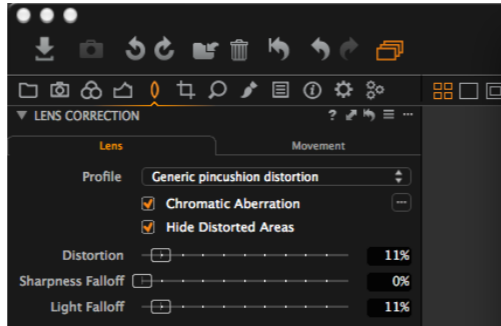 LENS CORRECTION ?
Lens Movement
Profile Generic pincushion distortion
Chromatic Aberration
Hide Distorted Areas
Distortion 11%
Sharpness Falloff 0%
Light Falloff 11%